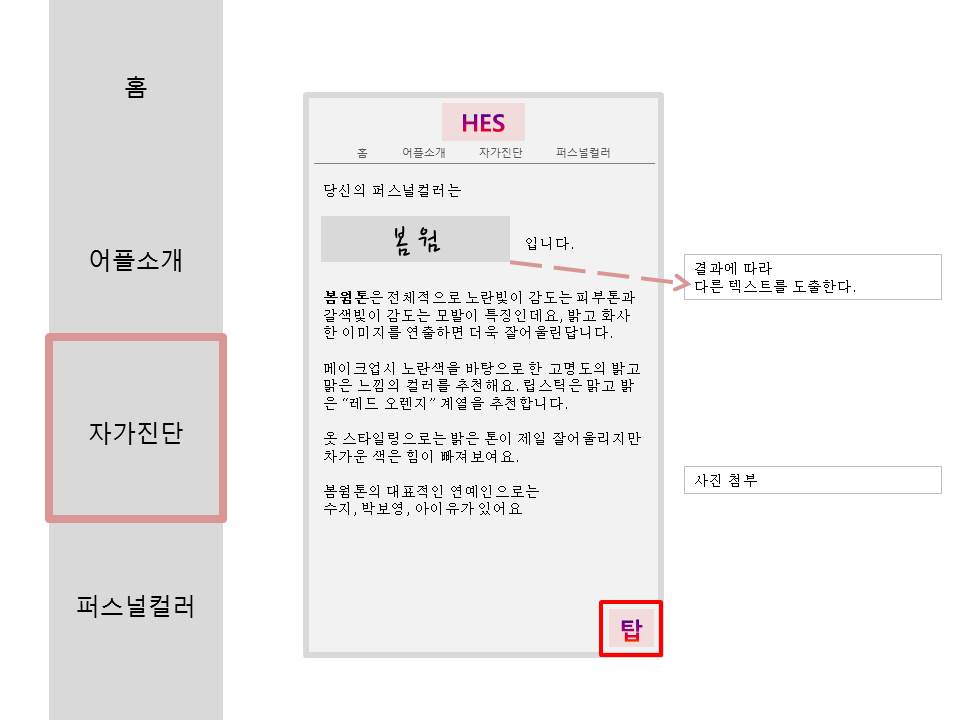 홈
어플소개
자가진단
퍼스널컬러
HES
홈 어플소개 자가진단 퍼스널컬러
당신의 퍼스널컬러는
봄 웜
입니다.
봄웜톤은 전체적으로 노란빛이 감도는 피부톤과
갈색빛이 감도는 모발이 특징인데요, 밝고 화사
한 이미지를 연출하면 더욱 잘어울린답니다.
메이크업시 노란색을 바탕으로 한 고명도의 밝고
맑은 느낌의 컬러를 추천해요. 립스틱은 맑고 밝
은 “레드 오렌지” 계열을 추천합니다.
옷 스타일링으로는 밝은 톤이 제일 잘어울리지만
차가운 색은 힘이 빠져보여요.
봄웜톤의 대표적인 연예인으로는
수지, 박보영, 아이유가 있어요
탑
결과에 따라
다른 텍스트를 도출한다.
사진 첨부